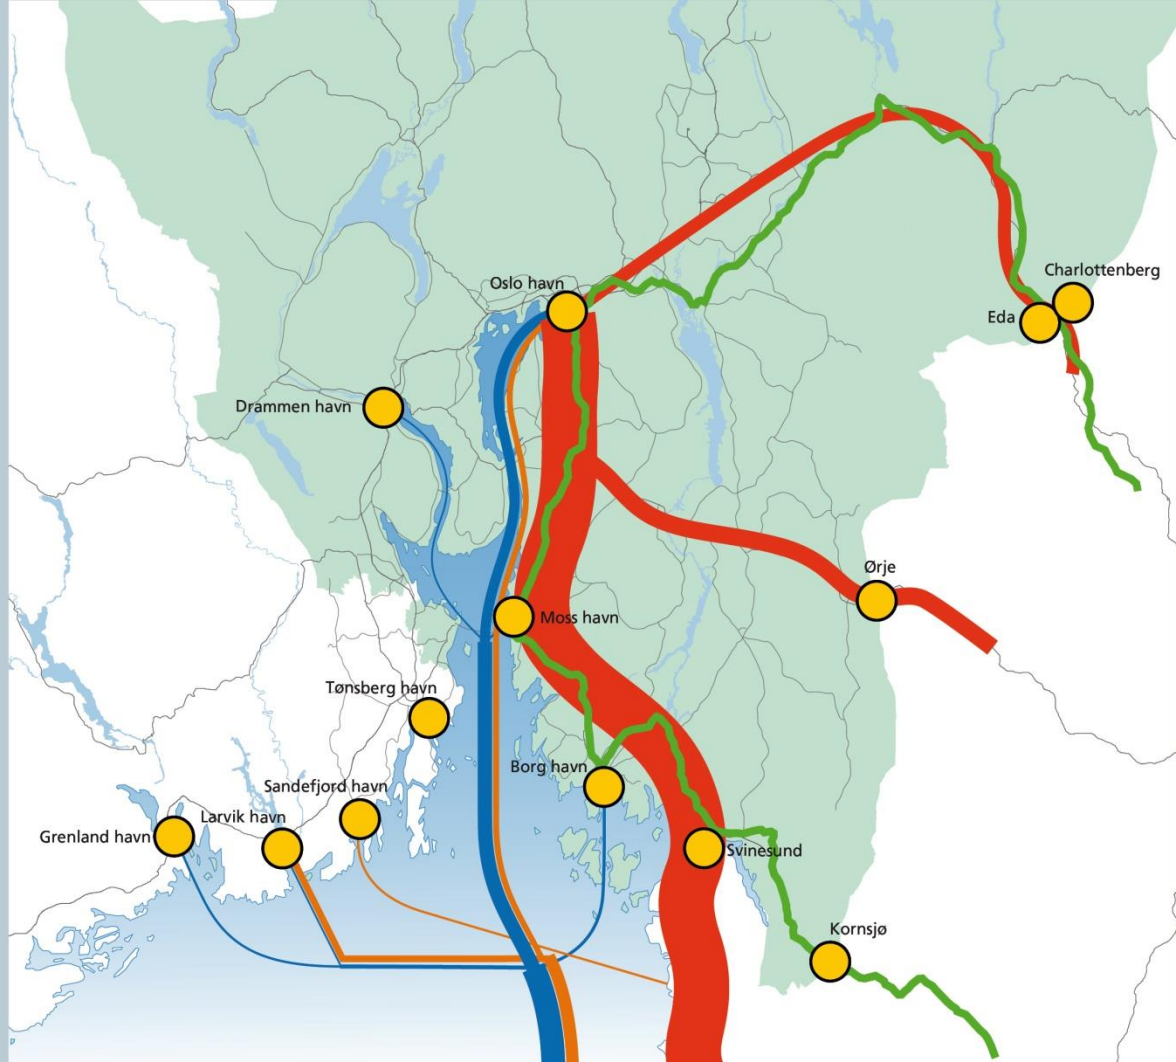 Oslo havn
Charlottenberg
Eda
Drammen havn
Ørje
Moss havn
Tønsberg havn
Borg havn
Sandefjord havn
Larvik havn
Grenland havn
Svinesund
Kornsjø